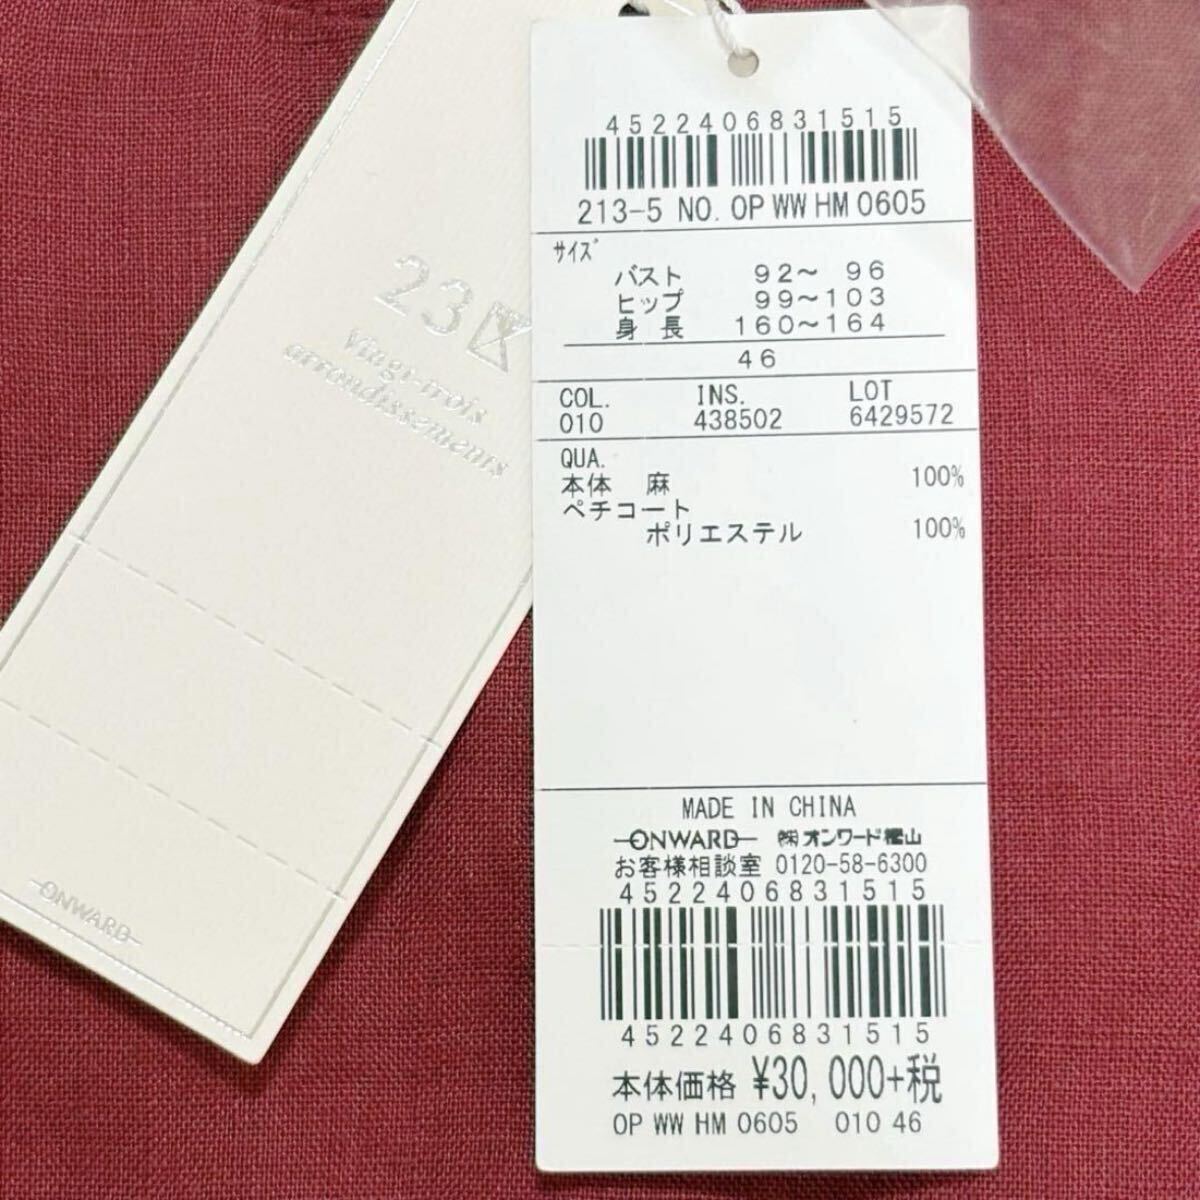 23区
Vingt-trois
arrondissements
ONWARD
4522406831515
213-5 NO. OP WW HM 0605
サイズ
バスト 92～ 96
ヒップ 99～103
身長 160～164
46
COL. INS. LOT
010 438502 6429572
QUA.
本体 麻 100%
ペチコート
ポリエステル 100%
MADE IN CHINA
ONWARD ㈱オンワード樫山
お客様相談室 0120-58-6300
4522406831515
4522406831515
本体価格 ¥30,000+税
OP WW HM 0605 010 46